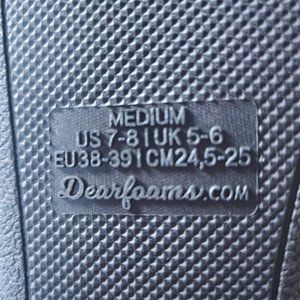 MEDIUM
US 7-8 | UK 5-6
EU38-39 | CM24,5-25
Dearfoams.COM